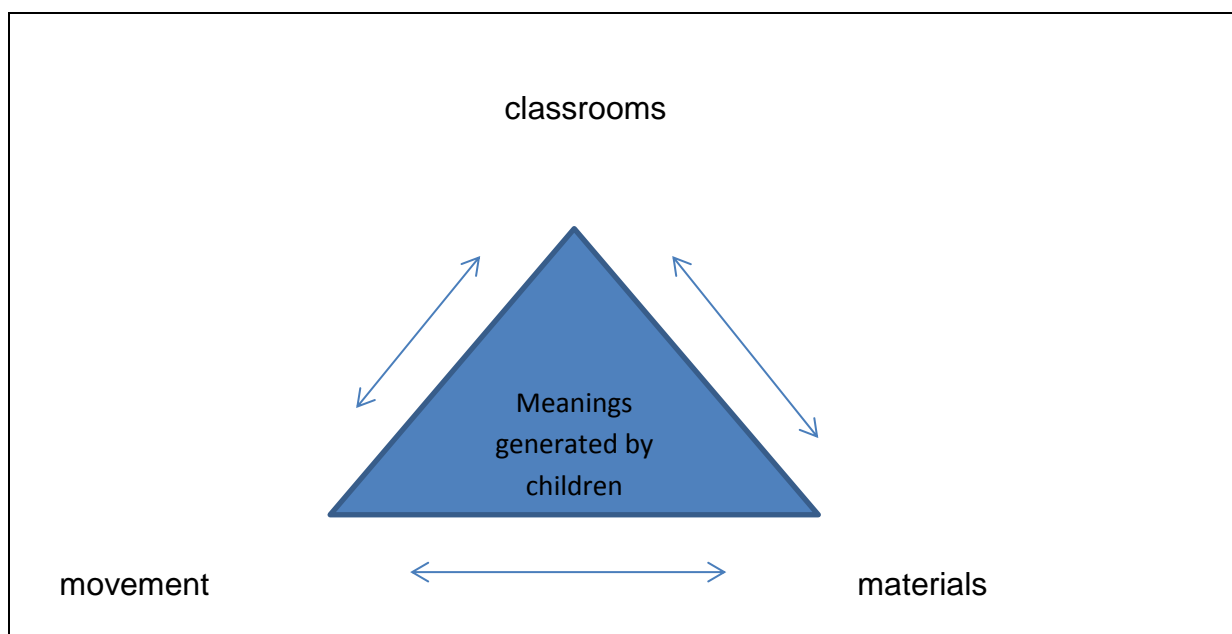 classrooms
Meanings
generated by
children
movement
materials